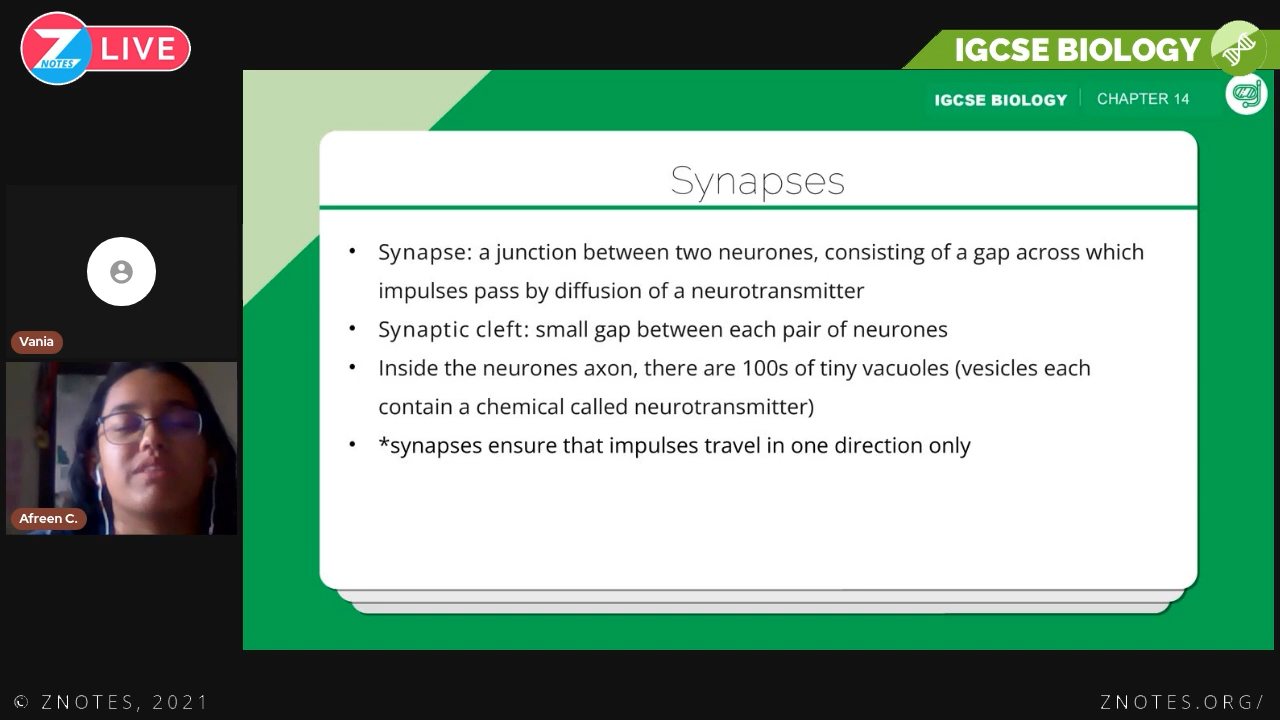 Z NOTES LIVE
IGCSE BIOLOGY
IGCSE BIOLOGY | CHAPTER 14
Synapses
• Synapse: a junction between two neurones, consisting of a gap across which
impulses pass by diffusion of a neurotransmitter
• Synaptic cleft: small gap between each pair of neurones
• Inside the neurones axon, there are 100s of tiny vacuoles (vesicles each
contain a chemical called neurotransmitter)
• *synapses ensure that impulses travel in one direction only
Vania
Afreen C.
© ZNOTES, 2021
ZNOTES.ORG/